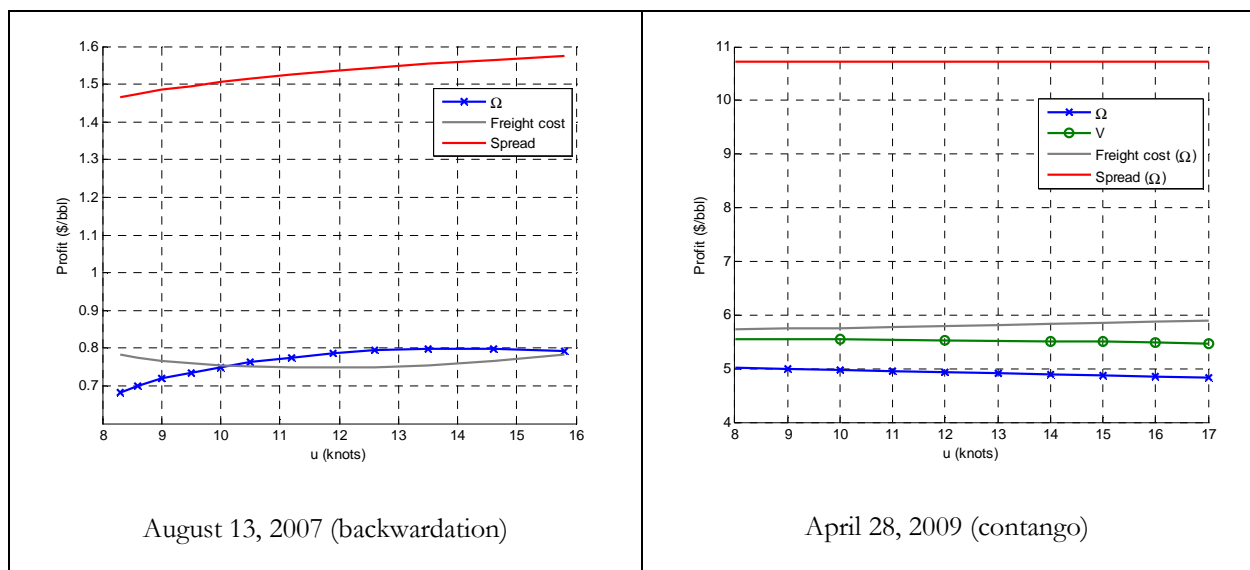 1.6
1.5
1.4
1.3
1.2
1.1
1
0.9
0.8
0.7
Profit ($/bbl)
8 9 10 11 12 13 14 15 16
u (knots)
Ω
Freight cost
Spread
August 13, 2007 (backwardation)
11
10
9
8
7
6
5
4
Profit ($/bbl)
8 9 10 11 12 13 14 15 16 17
u (knots)
Ω
V
Freight cost (Ω)
Spread (Ω)
April 28, 2009 (contango)